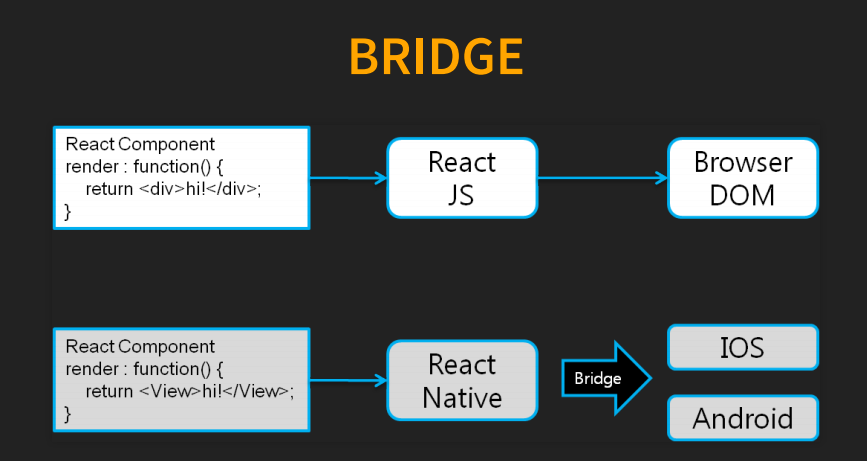 BRIDGE
React Component
render : function() {
return <div>hi!</div>;
}
React
JS
Browser
DOM
React Component
render : function() {
return <View>hi!</View>;
}
React
Native
Bridge
IOS
Android